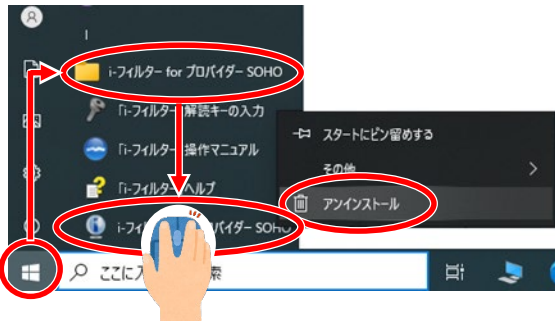 I
i-フィルター for プロバイダー SOHO
「i-フィルター 解読キーの入力
「i-フィルター 操作マニュアル
「i-フィルター ヘルプ
i-フィ プロバイダー SOHO
スタートにピン留めする
その他
アンインストール
ここに入 索